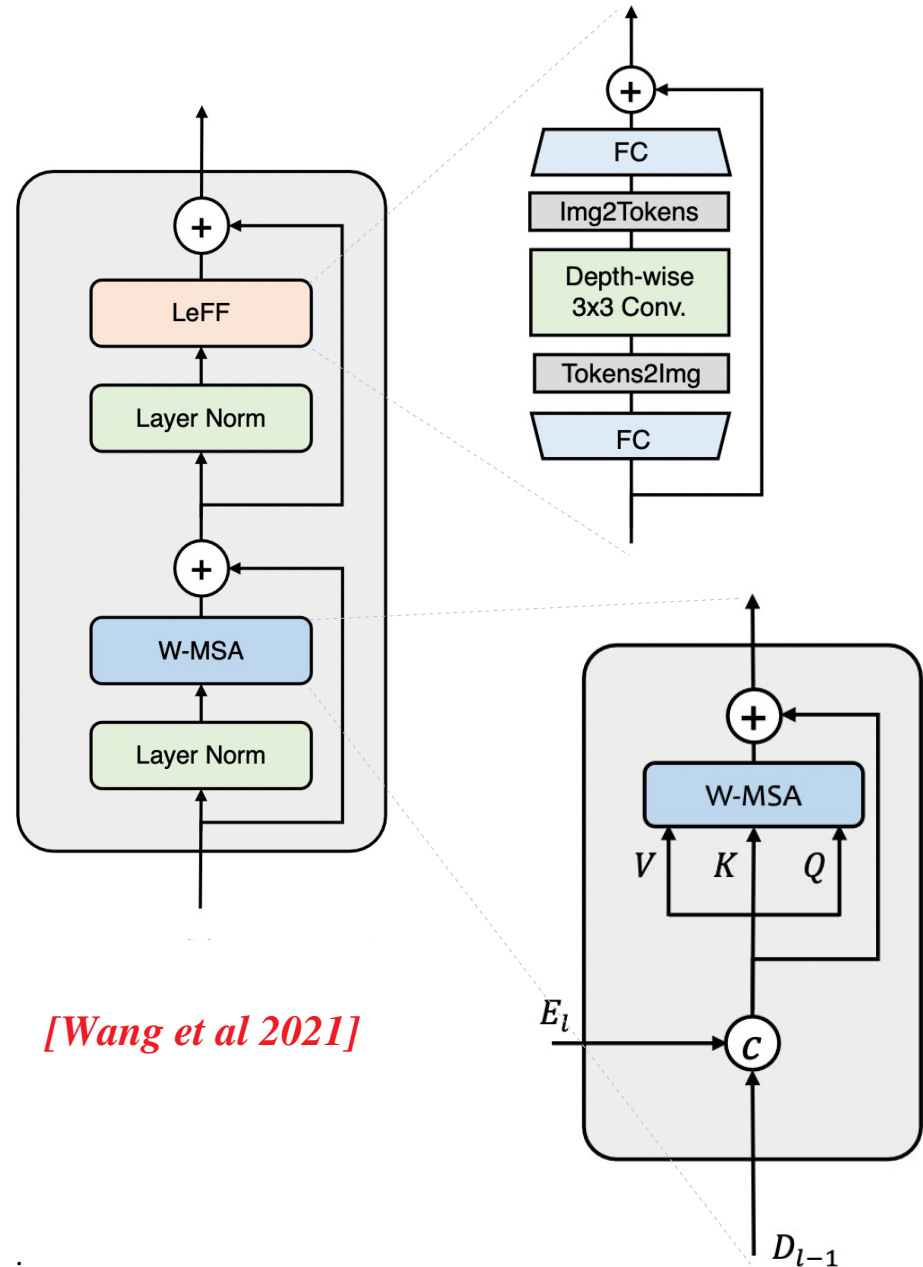 +
LeFF
Layer Norm
+
W-MSA
Layer Norm
[Wang et al 2021]
+
FC
Img2Tokens
Depth-wise
3x3 Conv.
Tokens2Img
FC
+
W-MSA
V K Q
E_l
C
D_{l-1}
.